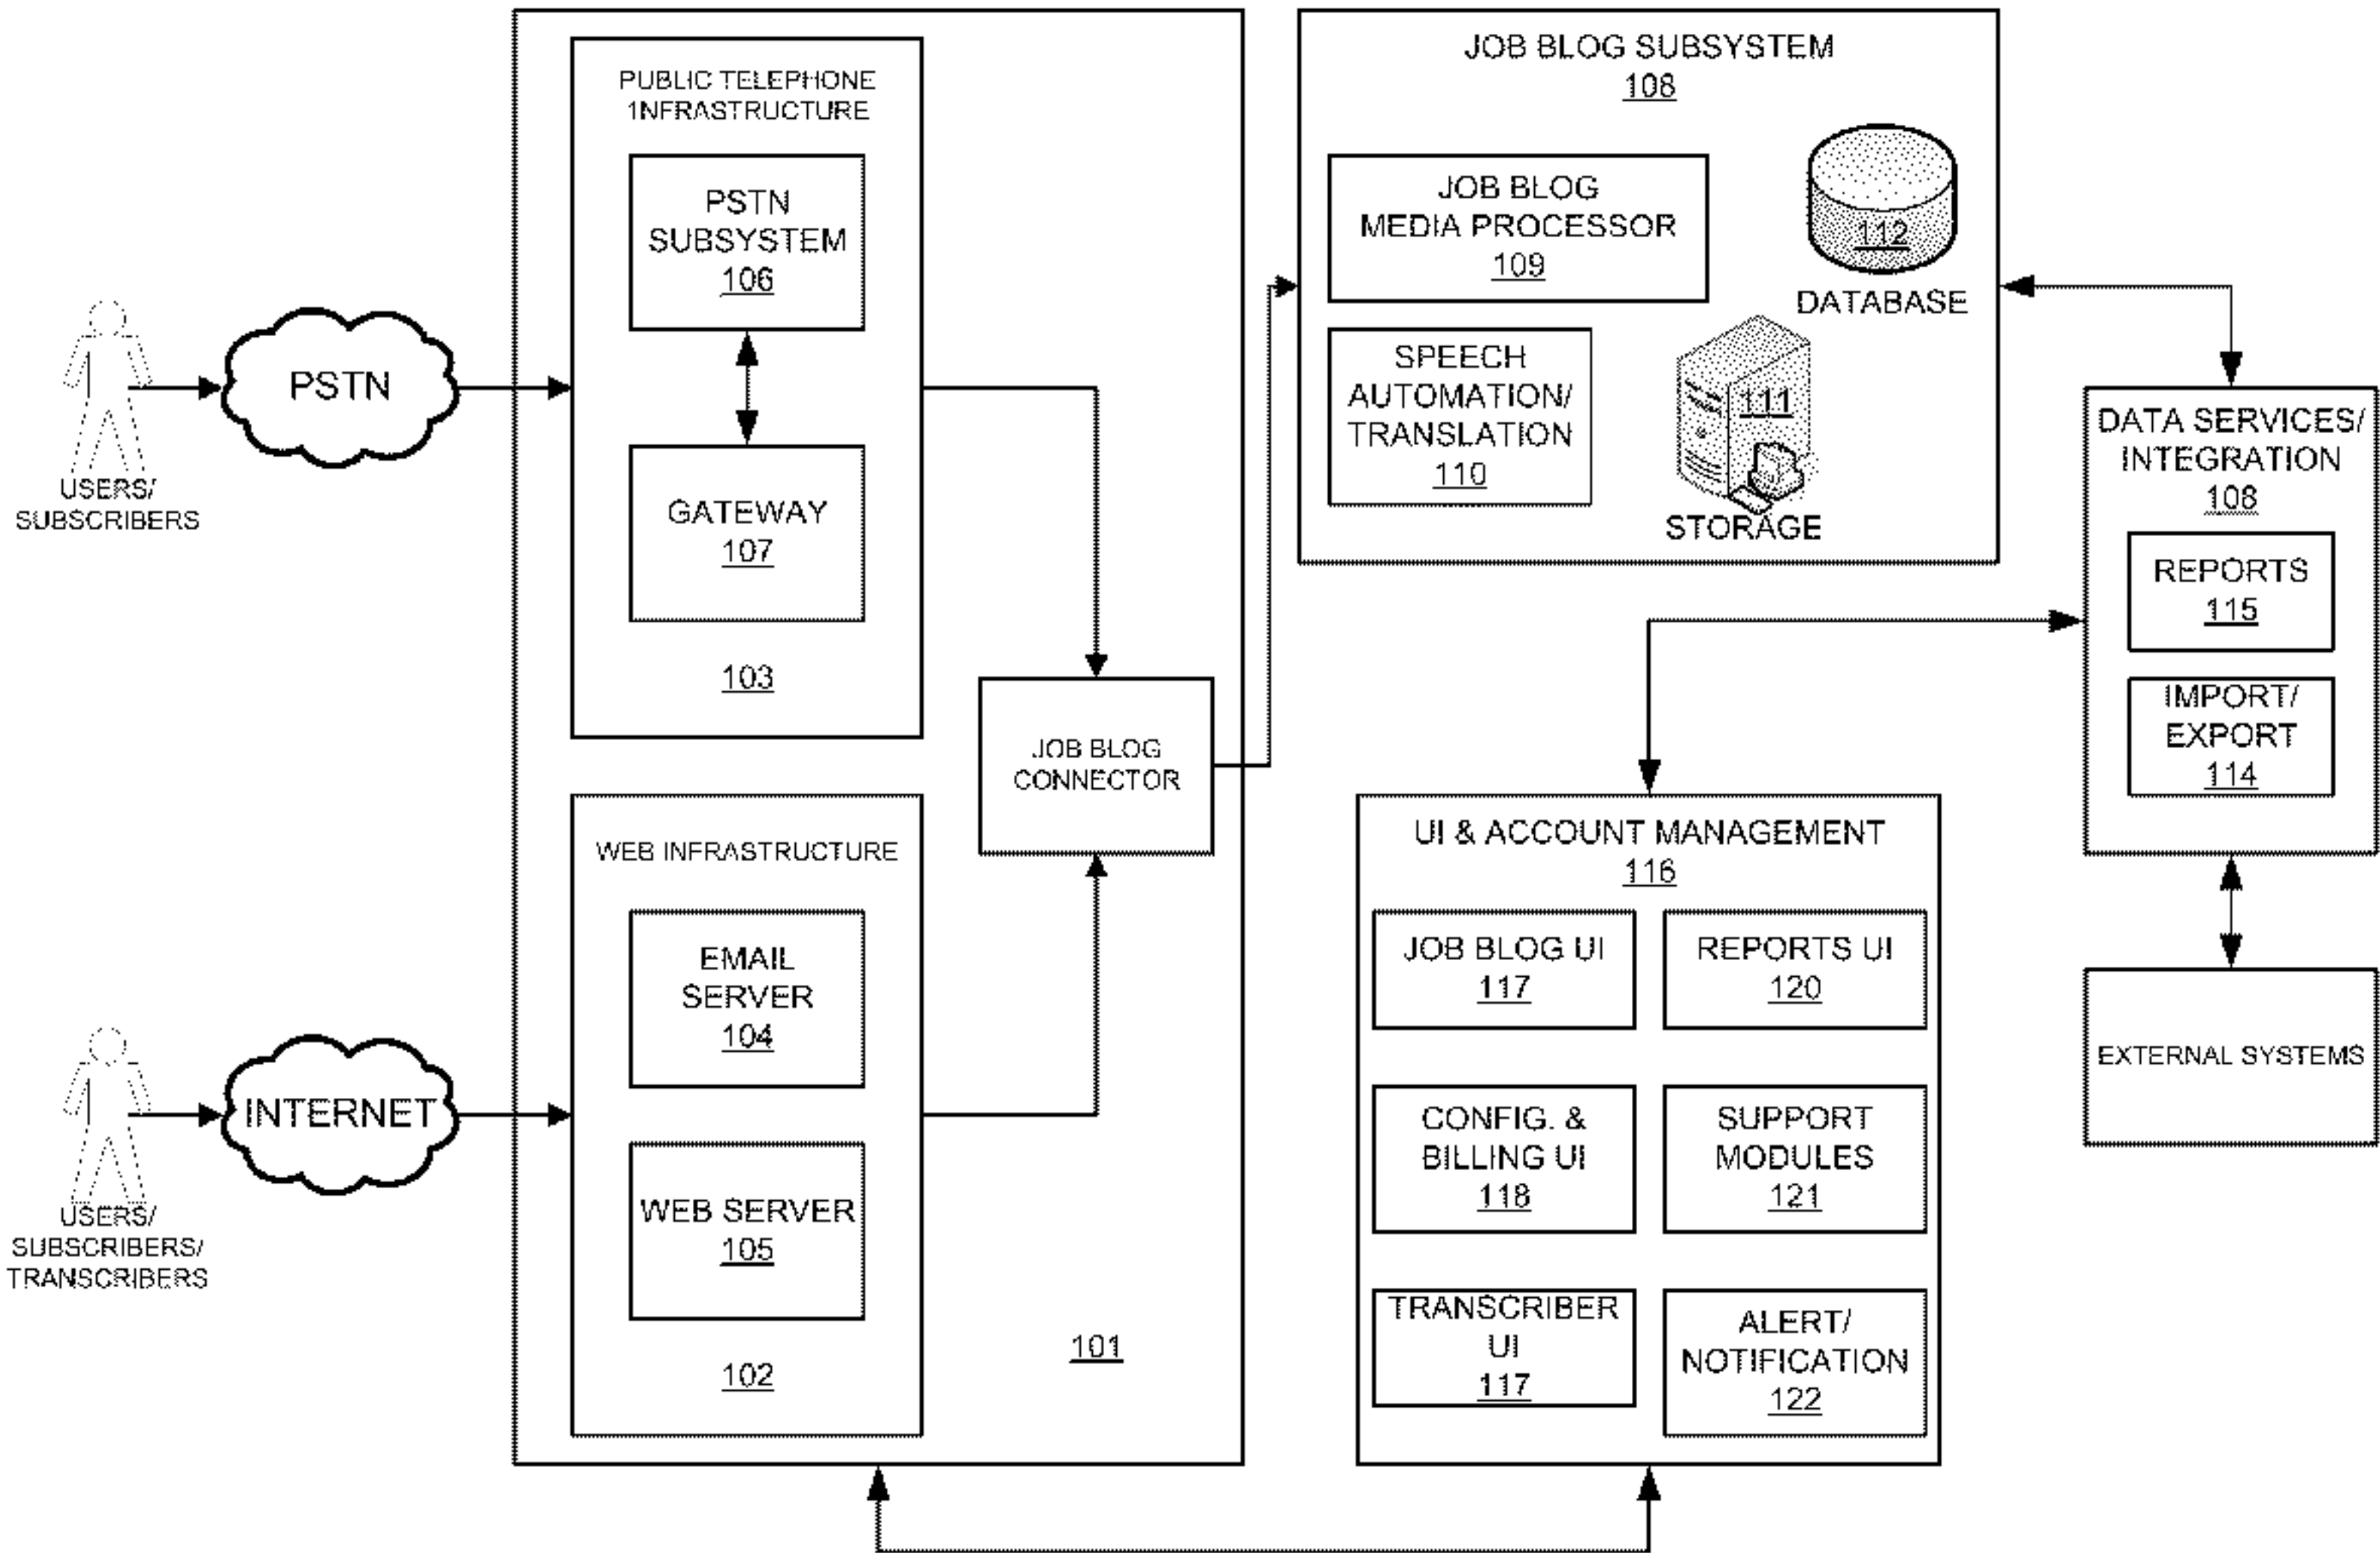 USERS/
SUBSCRIBERS
PSTN
USERS/
SUBSCRIBERS/
TRANSCRIBERS
INTERNET
PUBLIC TELEPHONE
1NFRASTRUCTURE
PSTN
SUBSYSTEM
106
GATEWAY
107
103
WEB INFRASTRUCTURE
EMAIL
SERVER
104
WEB SERVER
105
102
JOB BLOG
CONNECTOR
101
JOB BLOG SUBSYSTEM
108
JOB BLOG
MEDIA PROCESSOR
109
112
DATABASE
SPEECH
AUTOMATION/
TRANSLATION
110
111
STORAGE
DATA SERVICES/
INTEGRATION
108
REPORTS
115
IMPORT/
EXPORT
114
UI & ACCOUNT MANAGEMENT
116
JOB BLOG UI
117
REPORTS UI
120
CONFIG. &
BILLING UI
118
SUPPORT
MODULES
121
TRANSCRIBER
UI
117
ALERT/
NOTIFICATION
122
EXTERNAL SYSTEMS